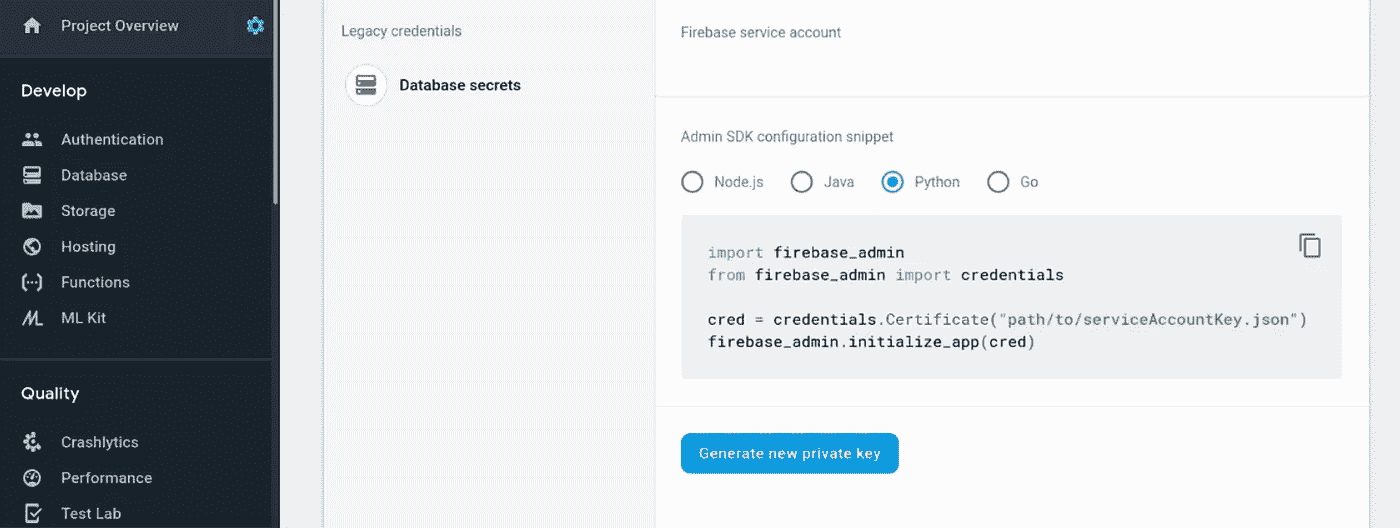 Project Overview
Develop
Authentication
Database
Storage
Hosting
Functions
ML Kit
Quality
Crashlytics
Performance
Test Lab
Legacy credentials
Database secrets
Firebase service account
Admin SDK configuration snippet
Node.js Java Python Go
import firebase_admin
from firebase_admin import credentials
cred = credentials.Certificate("path/to/serviceAccountKey.json")
firebase_admin.initialize_app(cred)
Generate new private key